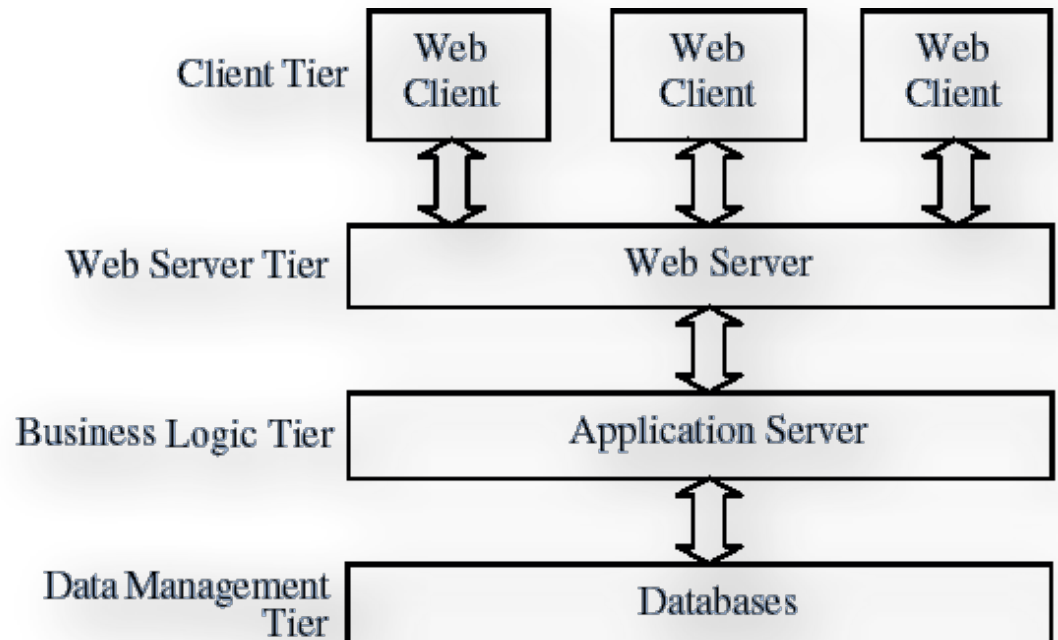 Client Tier
Web
Client
Web
Client
Web
Client
Web Server Tier
Web Server
Business Logic Tier
Application Server
Data Management
Tier
Databases